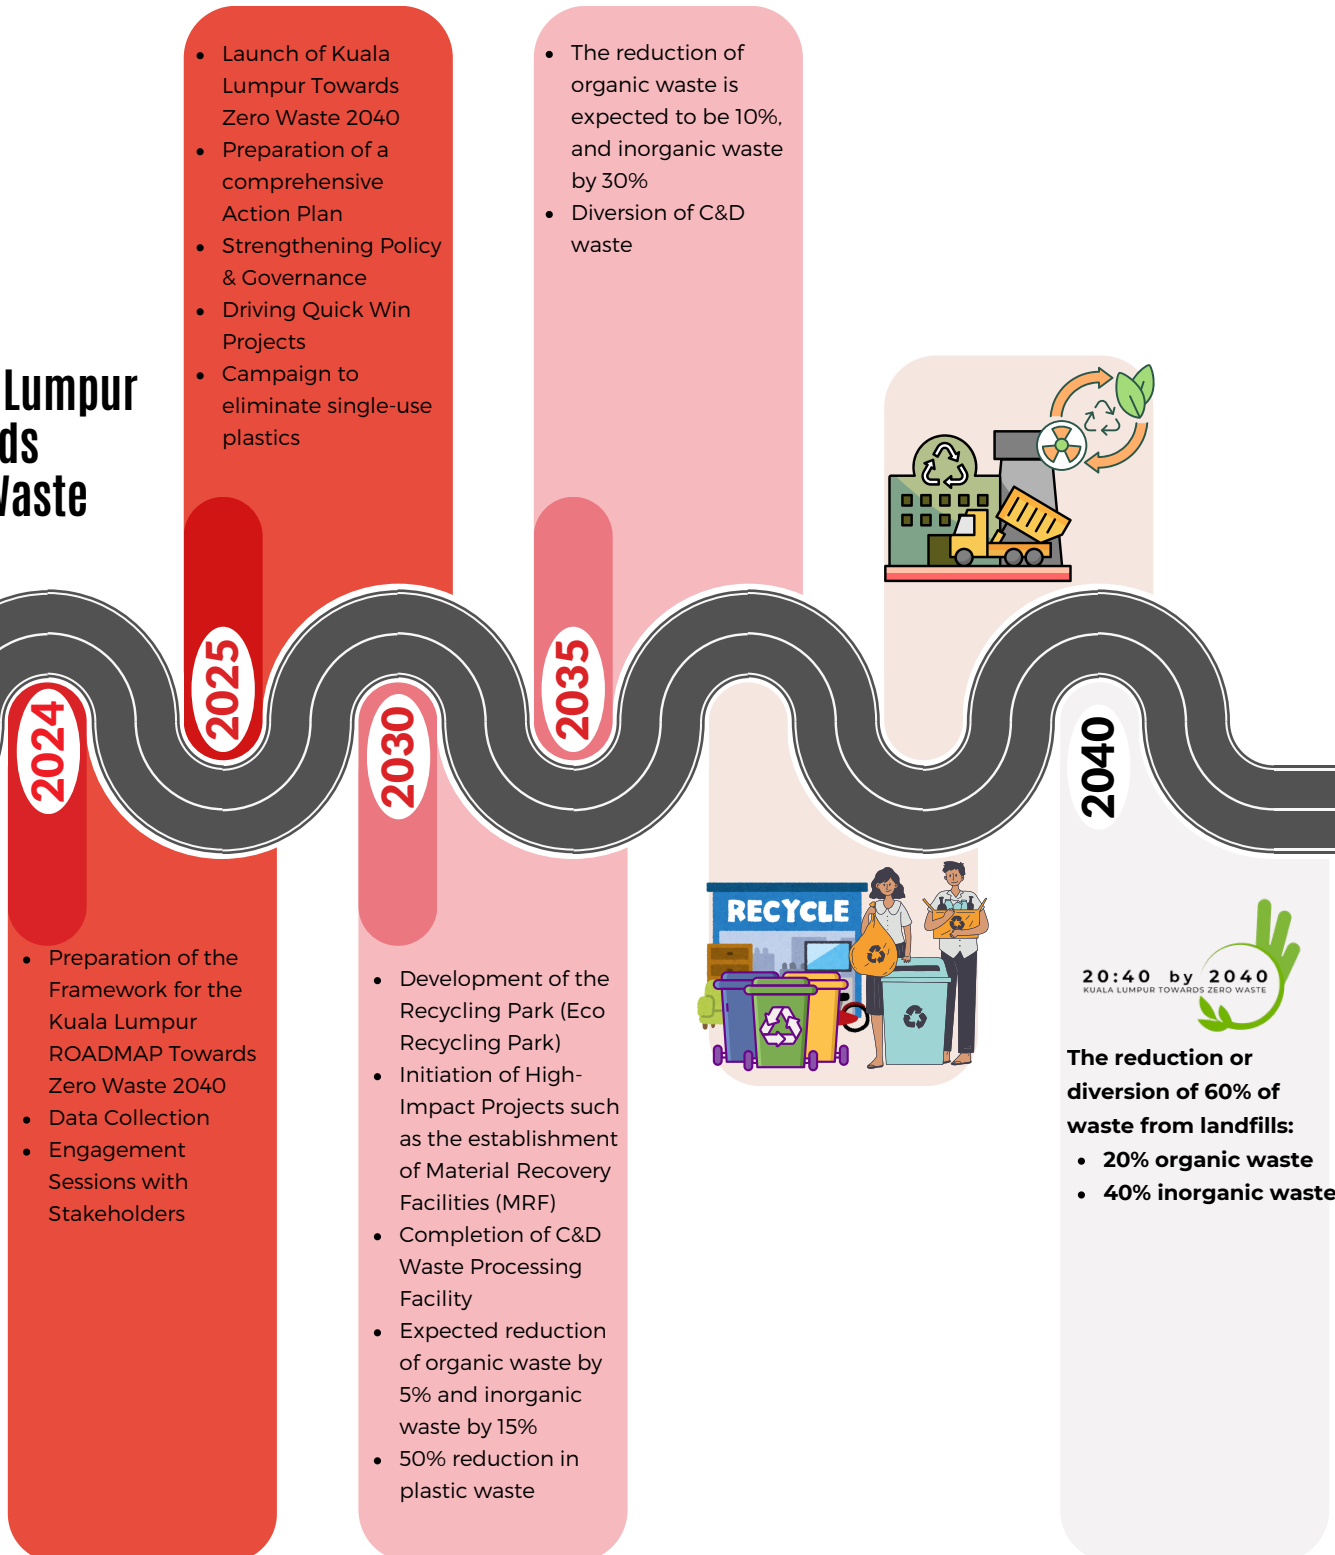 Lumpur
ds
Waste
2024
• Preparation of the
Framework for the
Kuala Lumpur
ROADMAP Towards
Zero Waste 2040
• Data Collection
• Engagement
Sessions with
Stakeholders
2025
• Launch of Kuala
Lumpur Towards
Zero Waste 2040
• Preparation of a
comprehensive
Action Plan
• Strengthening Policy
& Governance
• Driving Quick Win
Projects
• Campaign to
eliminate single-use
plastics
2030
• Development of the
Recycling Park (Eco
Recycling Park)
• Initiation of High-
Impact Projects such
as the establishment
of Material Recovery
Facilities (MRF)
• Completion of C&D
Waste Processing
Facility
• Expected reduction
of organic waste by
5% and inorganic
waste by 15%
• 50% reduction in
plastic waste
2035
• The reduction of
organic waste is
expected to be 10%,
and inorganic waste
by 30%
• Diversion of C&D
waste
RECYCLE
2040
20:40 by 2040
KUALA LUMPUR TOWARDS ZERO WASTE
The reduction or
diversion of 60% of
waste from landfills:
• 20% organic waste
• 40% inorganic waste